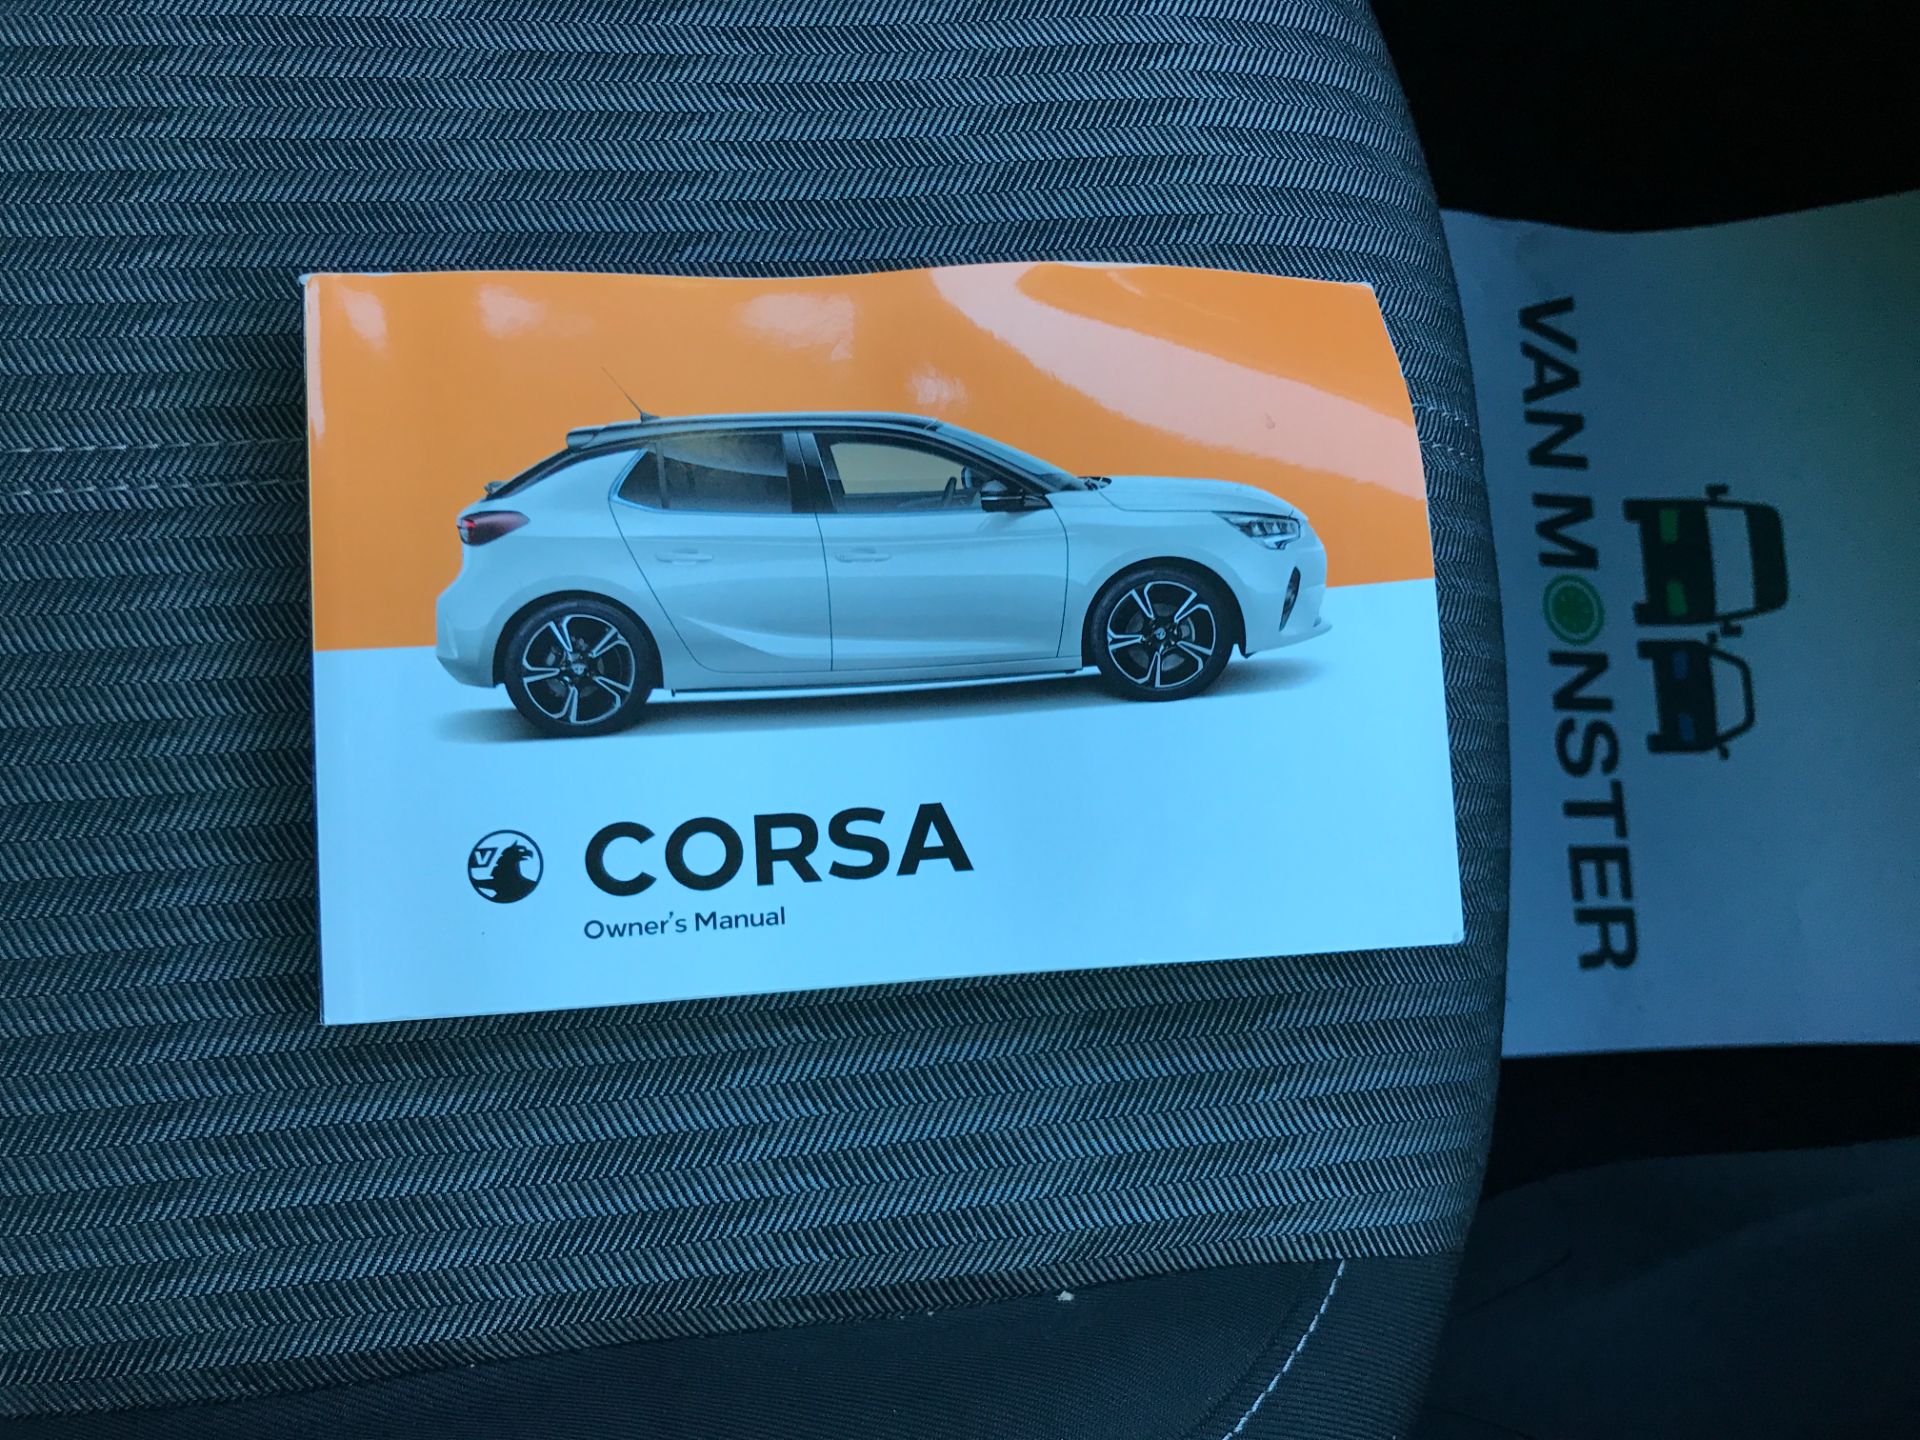 V
CORSA
Owner's Manual
VAN MONSTER